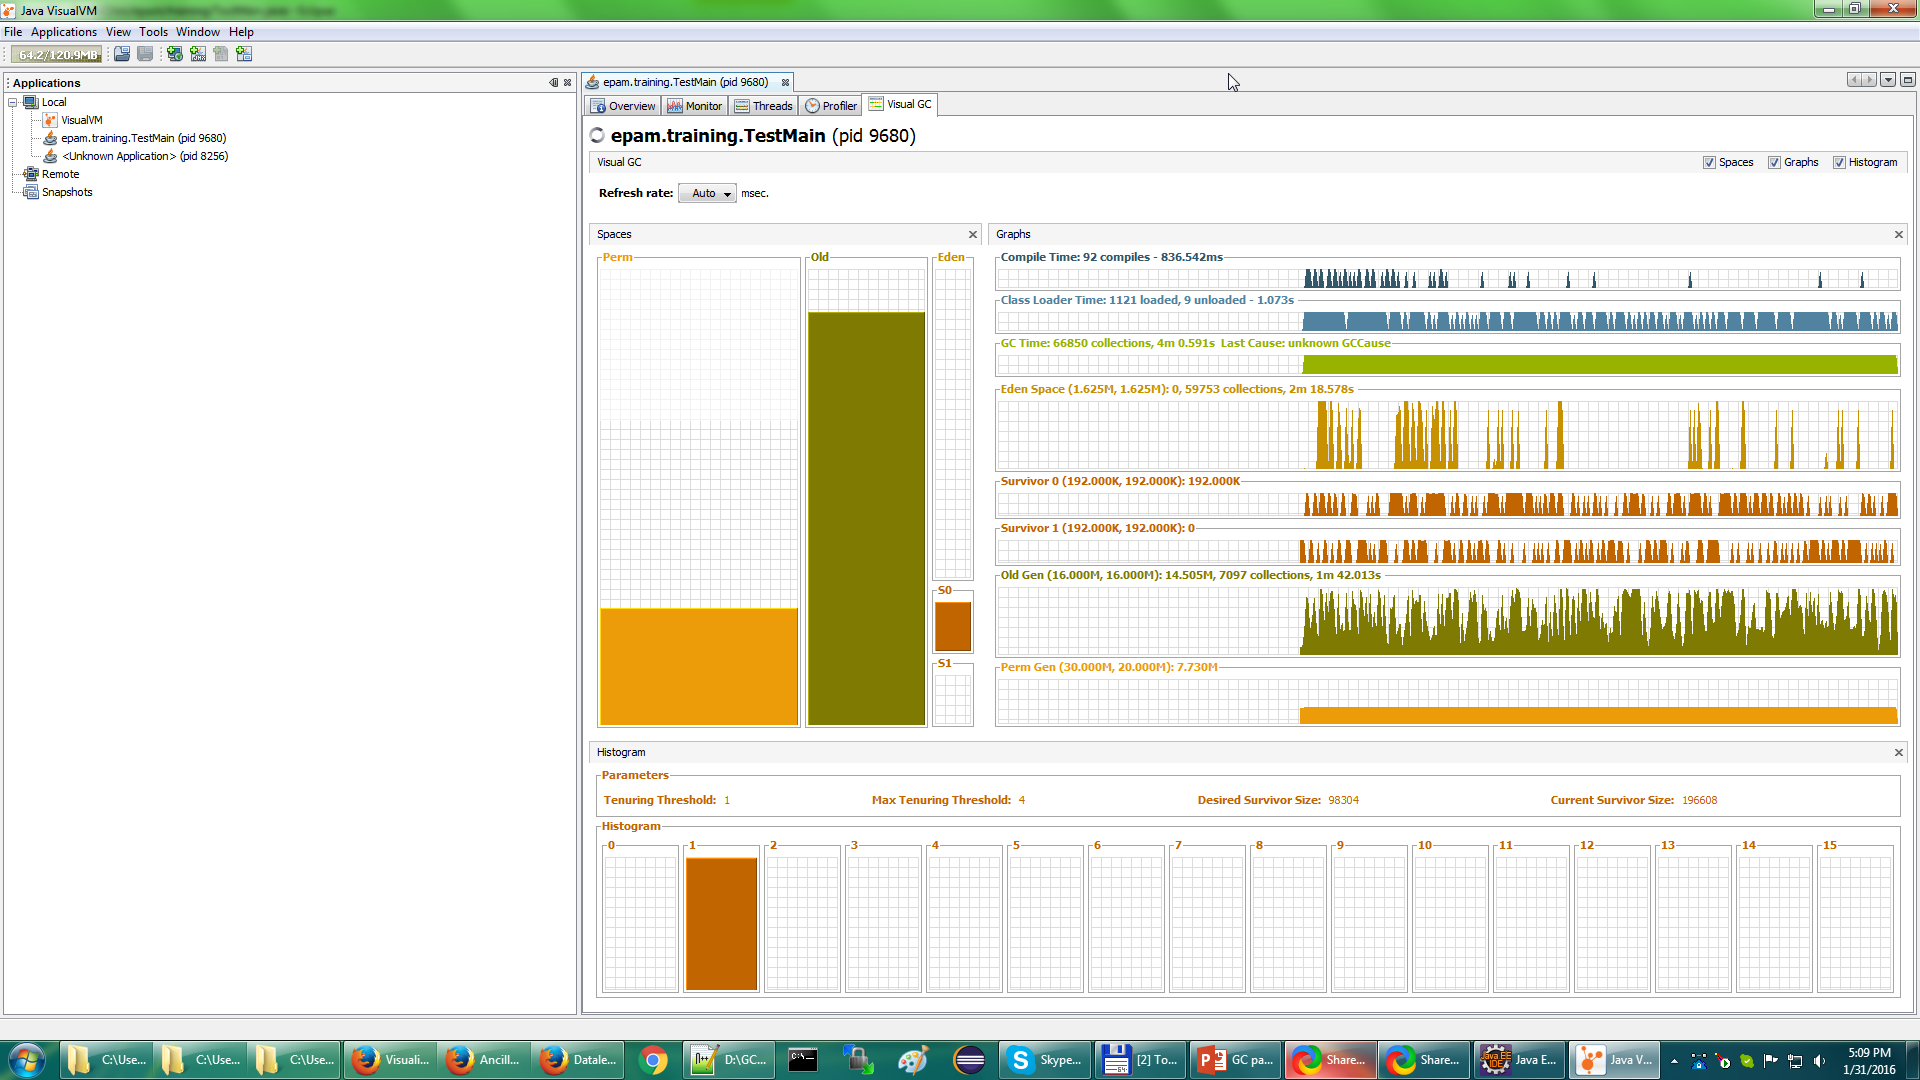 Java VisualVM
File Applications View Tools Window Help
64.2/120.9MB
Applications
Local
VisualVM
epam.training.TestMain (pid 9680)
<Unknown Application> (pid 8256)
Remote
Snapshots
epam.training.TestMain (pid 9680)
Overview Monitor Threads Profiler Visual GC
epam.training.TestMain (pid 9680)
Visual GC Spaces Graphs Histogram
Refresh rate: Auto msec.
Spaces
Perm Old Eden
S0
S1
Graphs
Compile Time: 92 compiles - 836.542ms
Class Loader Time: 1121 loaded, 9 unloaded - 1.073s
GC Time: 66850 collections, 4m 0.591s Last Cause: unknown GCCause
Eden Space (1.625M, 1.625M): 0, 59753 collections, 2m 18.578s
Survivor 0 (192.000K, 192.000K): 192.000K
Survivor 1 (192.000K, 192.000K): 0
Old Gen (16.000M, 16.000M): 14.505M, 7097 collections, 1m 42.013s
Perm Gen (30.000M, 20.000M): 7.730M
Histogram
Parameters
Tenuring Threshold: 1 Max Tenuring Threshold: 4 Desired Survivor Size: 98304 Current Survivor Size: 196608
Histogram
0 1 2 3 4 5 6 7 8 9 10 11 12 13 14 15
C:\Use... C:\Use... C:\Use... Visuali... Ancill... Datale... D:\GC... Skype... [2] To... GC pa... Share... Share... Java E... Java V...
5:09 PM
1/31/2016